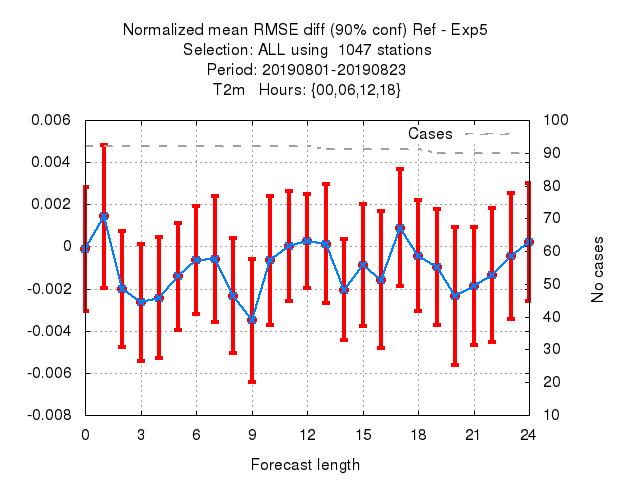 Normalized mean RMSE diff (90% conf) Ref - Exp5
Selection: ALL using  1047 stations
Period: 20190801-20190823
T2m   Hours: {00,06,12,18}
Cases
0.006
0.004
0.002
0
-0.002
-0.004
-0.006
-0.008
100
90
80
70
60
50
40
30
20
10
No cases
0 3 6 9 12 15 18 21 24
Forecast length